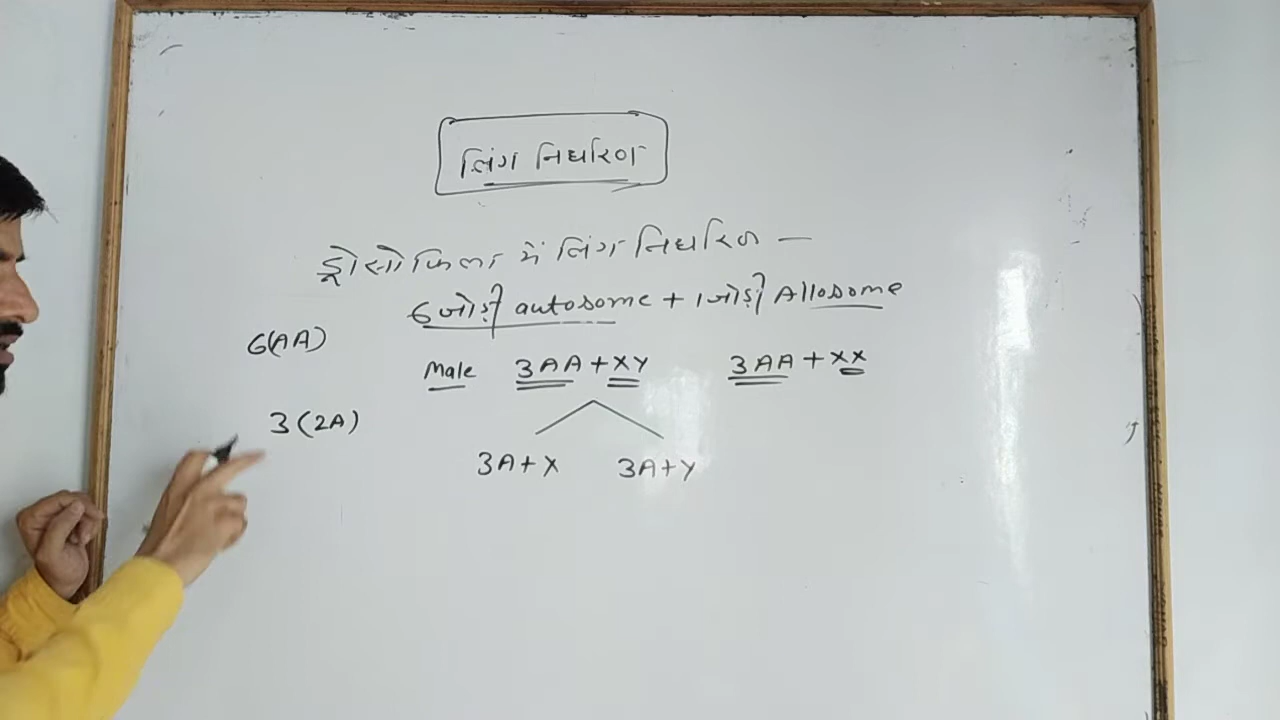 लिंग निर्धारण
ड्रोसोफिला में लिंग निर्धारण —
6 जोड़ी autosome + 1 जोड़ी Allosome
6(AA)
Male 3AA + XY 3AA + XX
3(2A)
3A+X 3A+Y